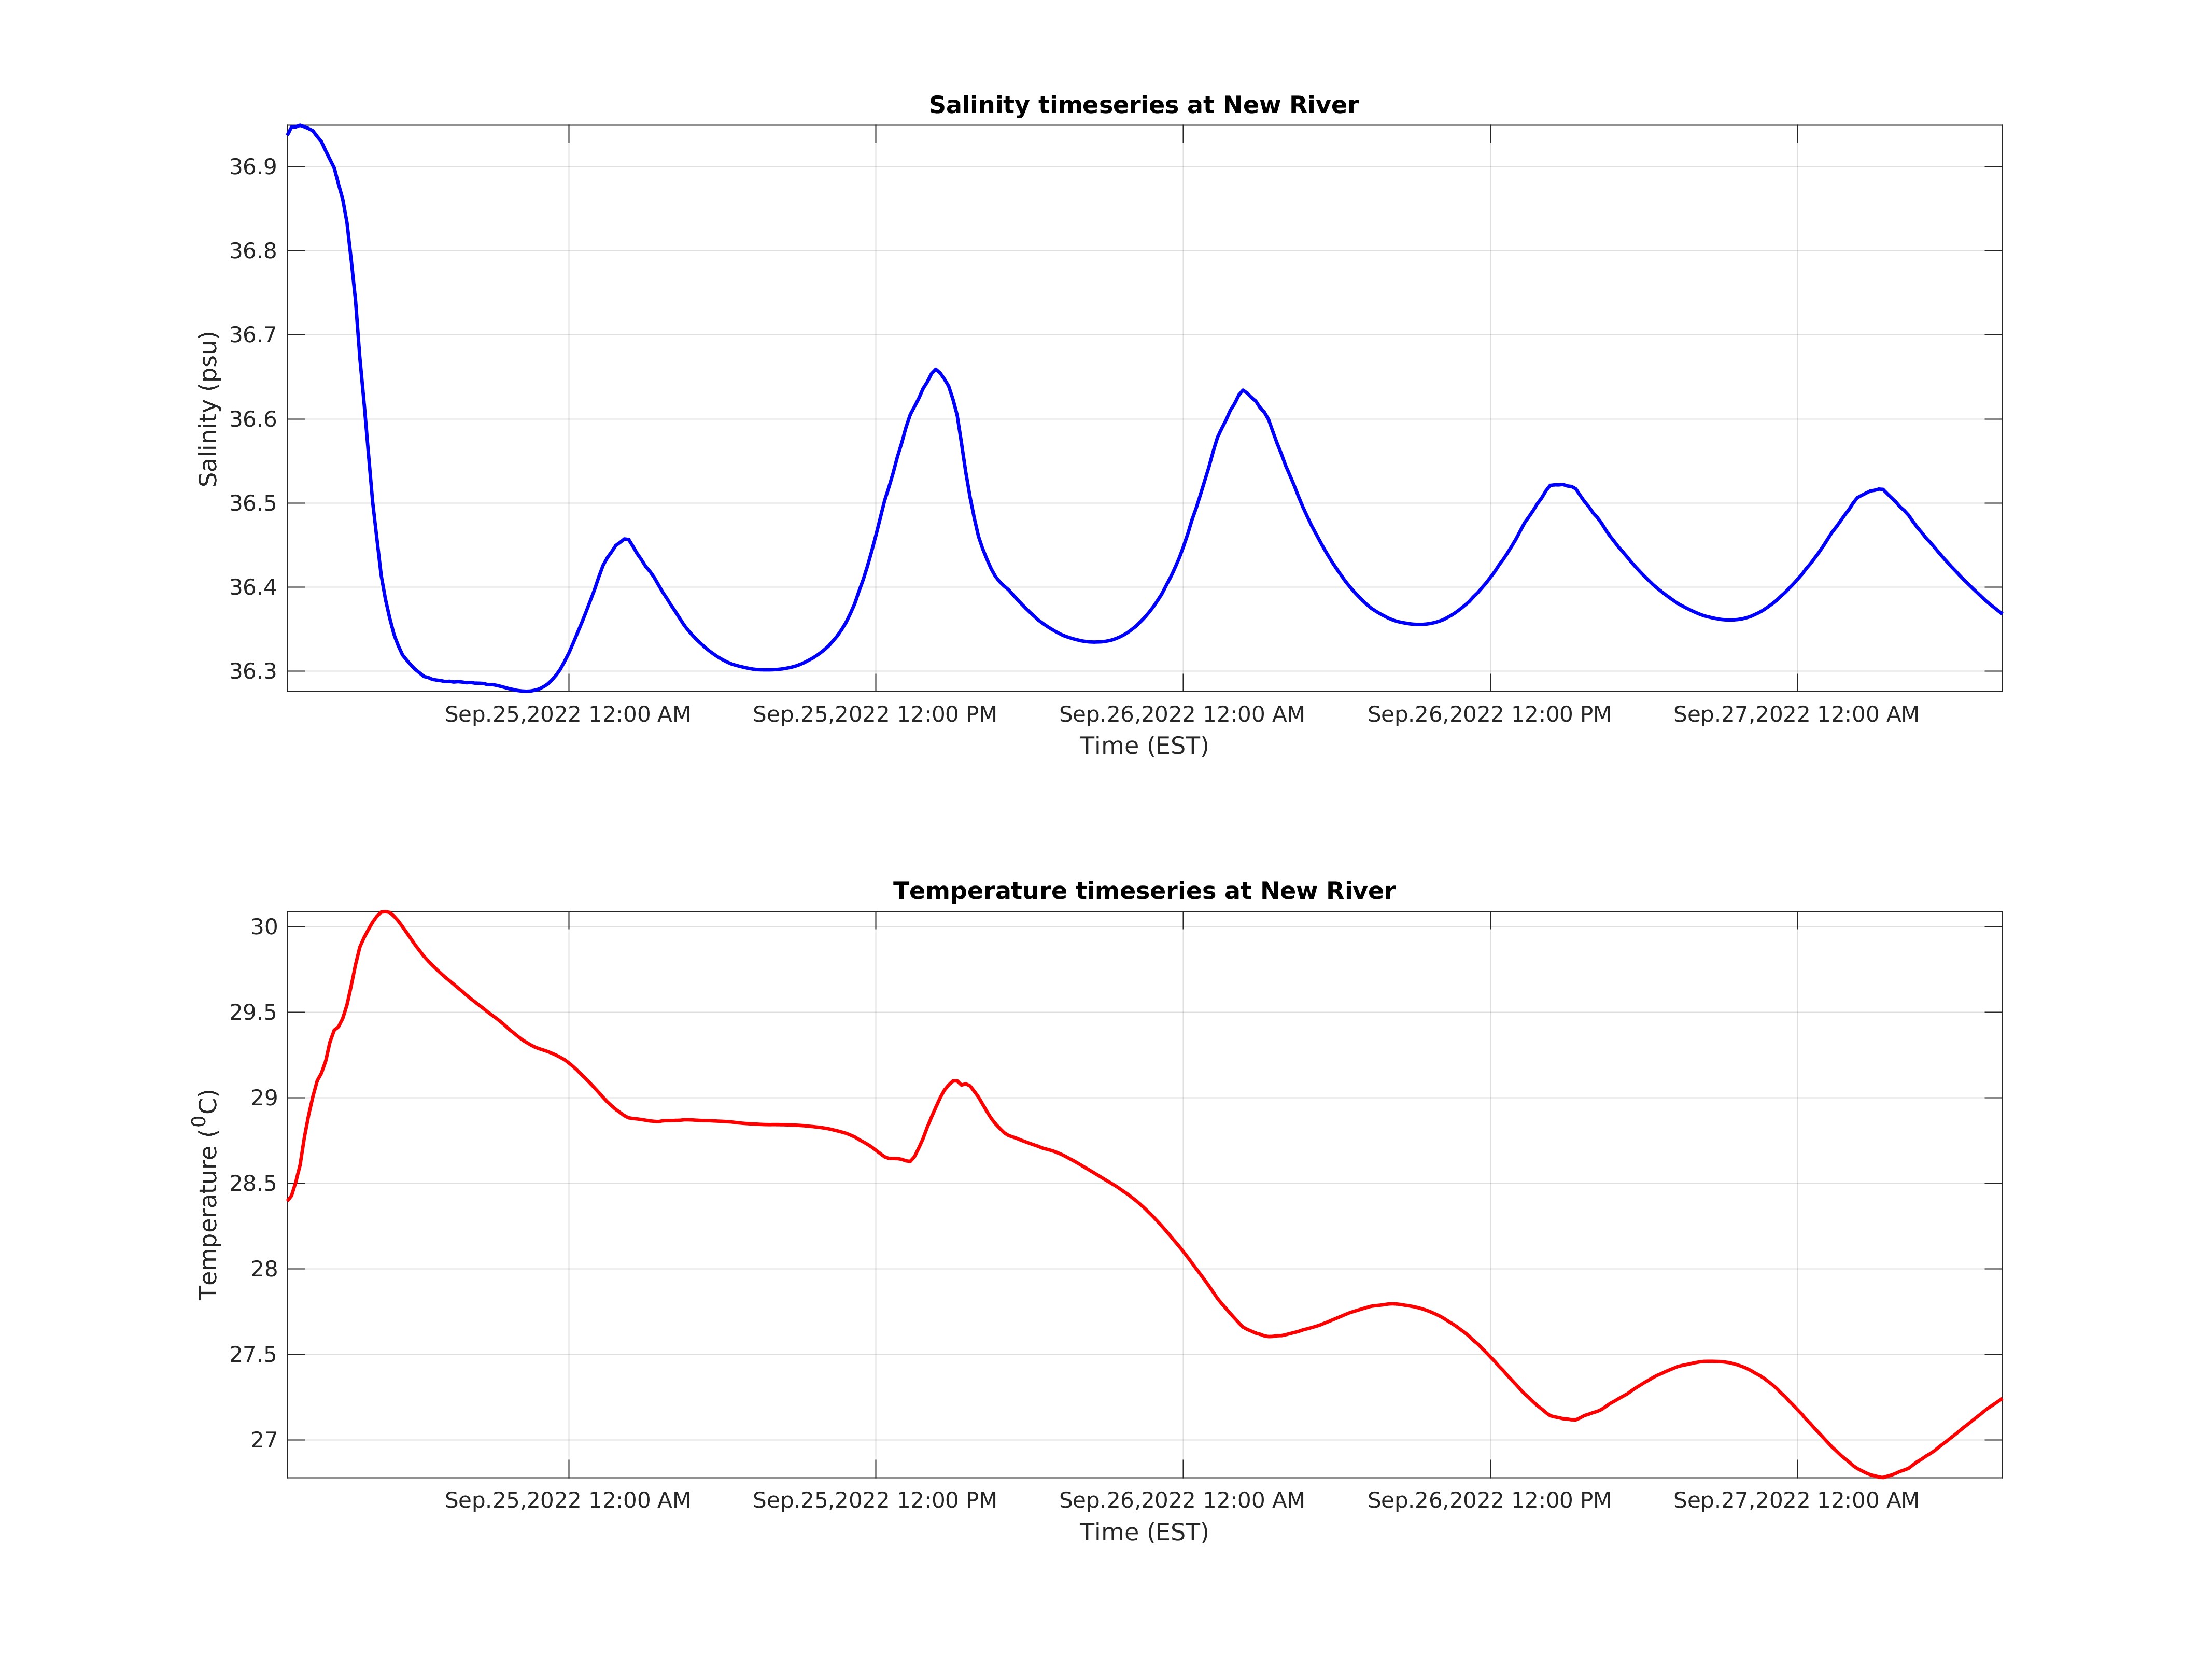 Salinity timeseries at New River
36.9
36.8
36.7
36.6
36.5
36.4
36.3
Salinity (psu)
Sep.25,2022 12:00 AM Sep.25,2022 12:00 PM Sep.26,2022 12:00 AM Sep.26,2022 12:00 PM Sep.27,2022 12:00 AM
Time (EST)
Temperature timeseries at New River
30
29.5
29
28.5
28
27.5
27
Temperature (⁰C)
Sep.25,2022 12:00 AM Sep.25,2022 12:00 PM Sep.26,2022 12:00 AM Sep.26,2022 12:00 PM Sep.27,2022 12:00 AM
Time (EST)